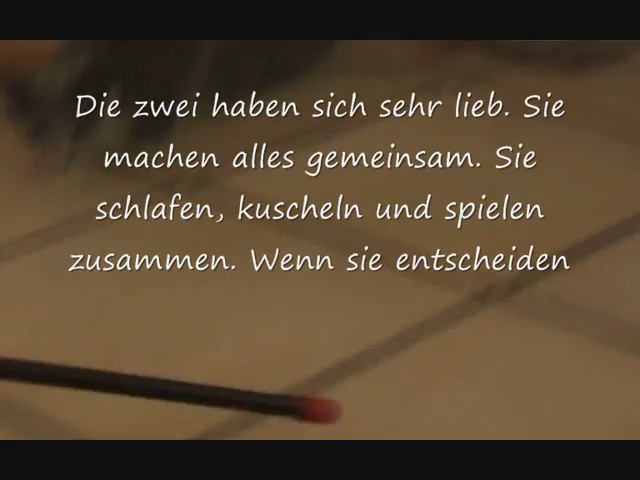 Die zwei haben sich sehr lieb. Sie
machen alles gemeinsam. Sie
schlafen, kuscheln und spielen
zusammen. Wenn sie entscheiden